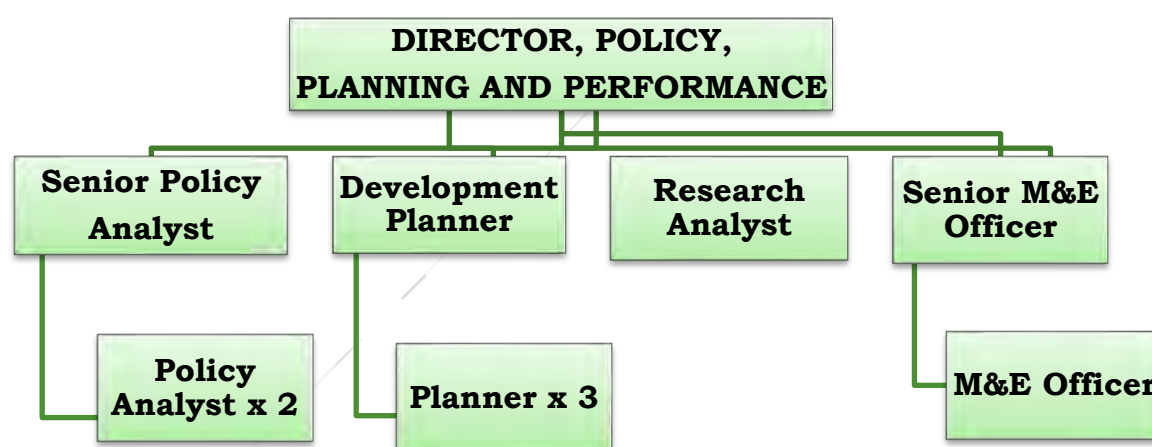 DIRECTOR, POLICY,
PLANNING AND PERFORMANCE
Senior Policy
Analyst
Development
Planner
Research
Analyst
Senior M&E
Officer
Policy
Analyst x 2
Planner x 3
M&E Officer